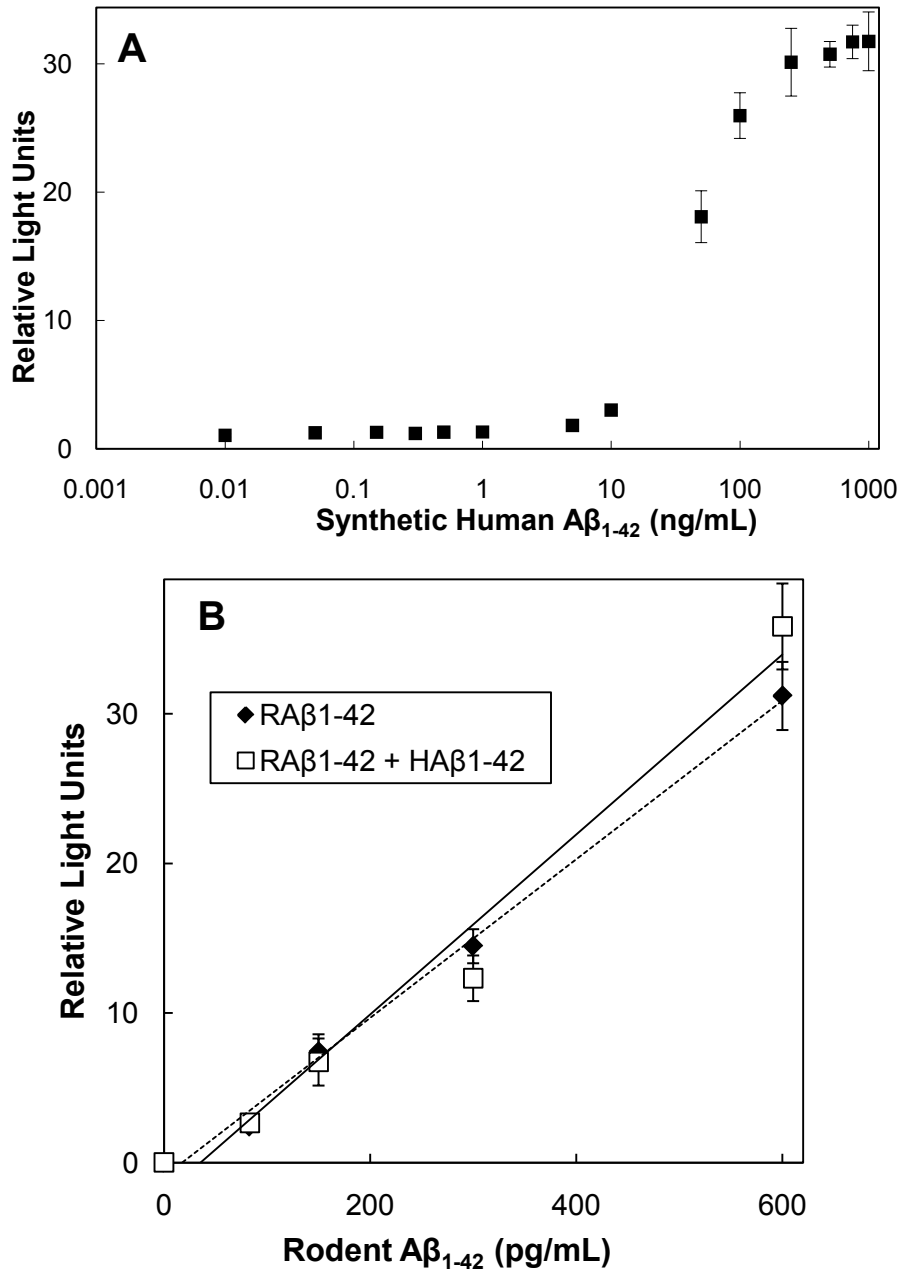 A
Relative Light Units
30
20
10
0
0.001 0.01 0.1 1 10 100 1000
Synthetic Human Aβ₁₋₄₂ (ng/mL)
B
RAβ1-42
RAβ1-42 + HAβ1-42
Relative Light Units
30
20
10
0
0 200 400 600
Rodent Aβ₁₋₄₂ (pg/mL)